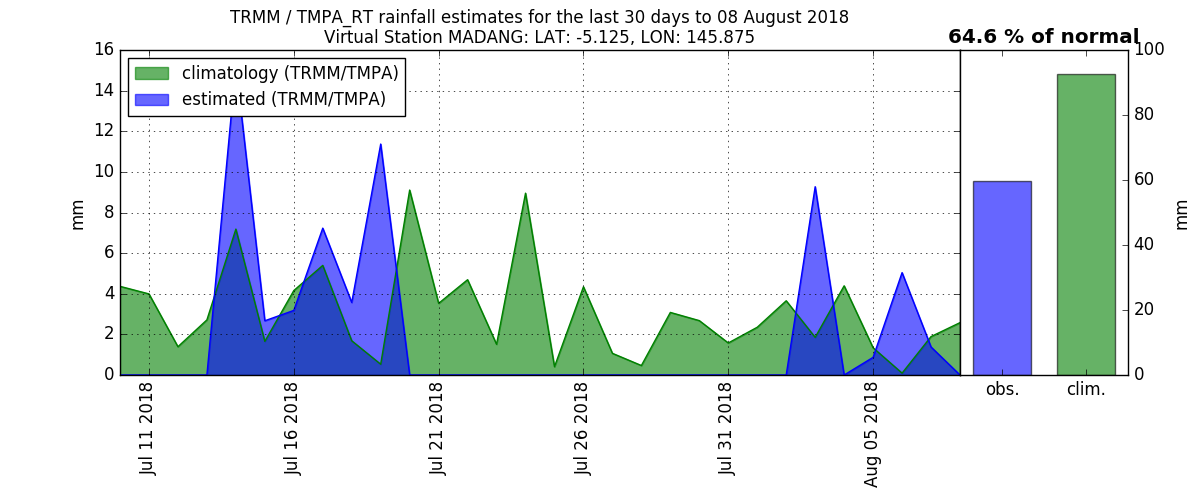 TRMM / TMPA_RT rainfall estimates for the last 30 days to 08 August 2018
Virtual Station MADANG: LAT: -5.125, LON: 145.875
64.6 % of normal
climatology (TRMM/TMPA)
estimated (TRMM/TMPA)
16
14
12
10
8
6
4
2
0
mm
Jul 11 2018
Jul 16 2018
Jul 21 2018
Jul 26 2018
Jul 31 2018
Aug 05 2018
100
80
60
40
20
0
mm
obs.
clim.